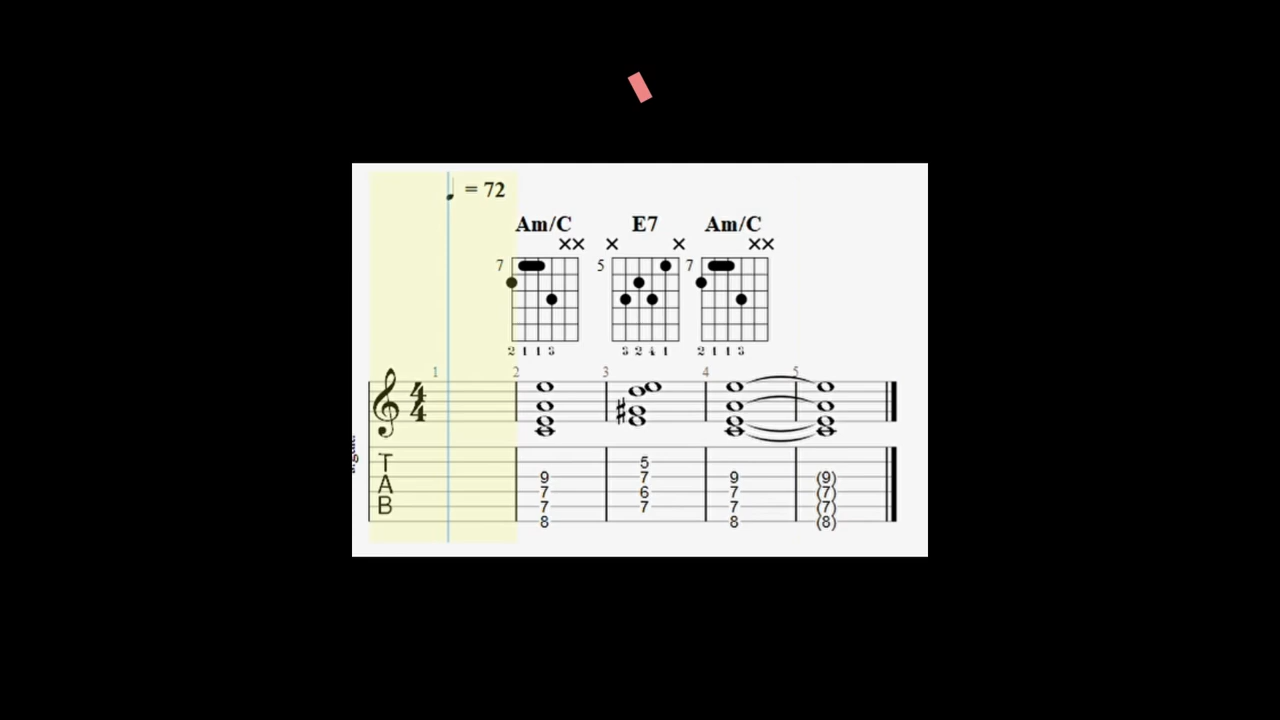 = 72
Am/C E7 Am/C
×× × × ××
7 5 7
2 1 1 3 3 2 4 1 2 1 1 3
1 2 3 4 5
4
4
T
A
B
5
9 7 9 (9)
7 6 7 (7)
7 7 7 (7)
8 8 (8)